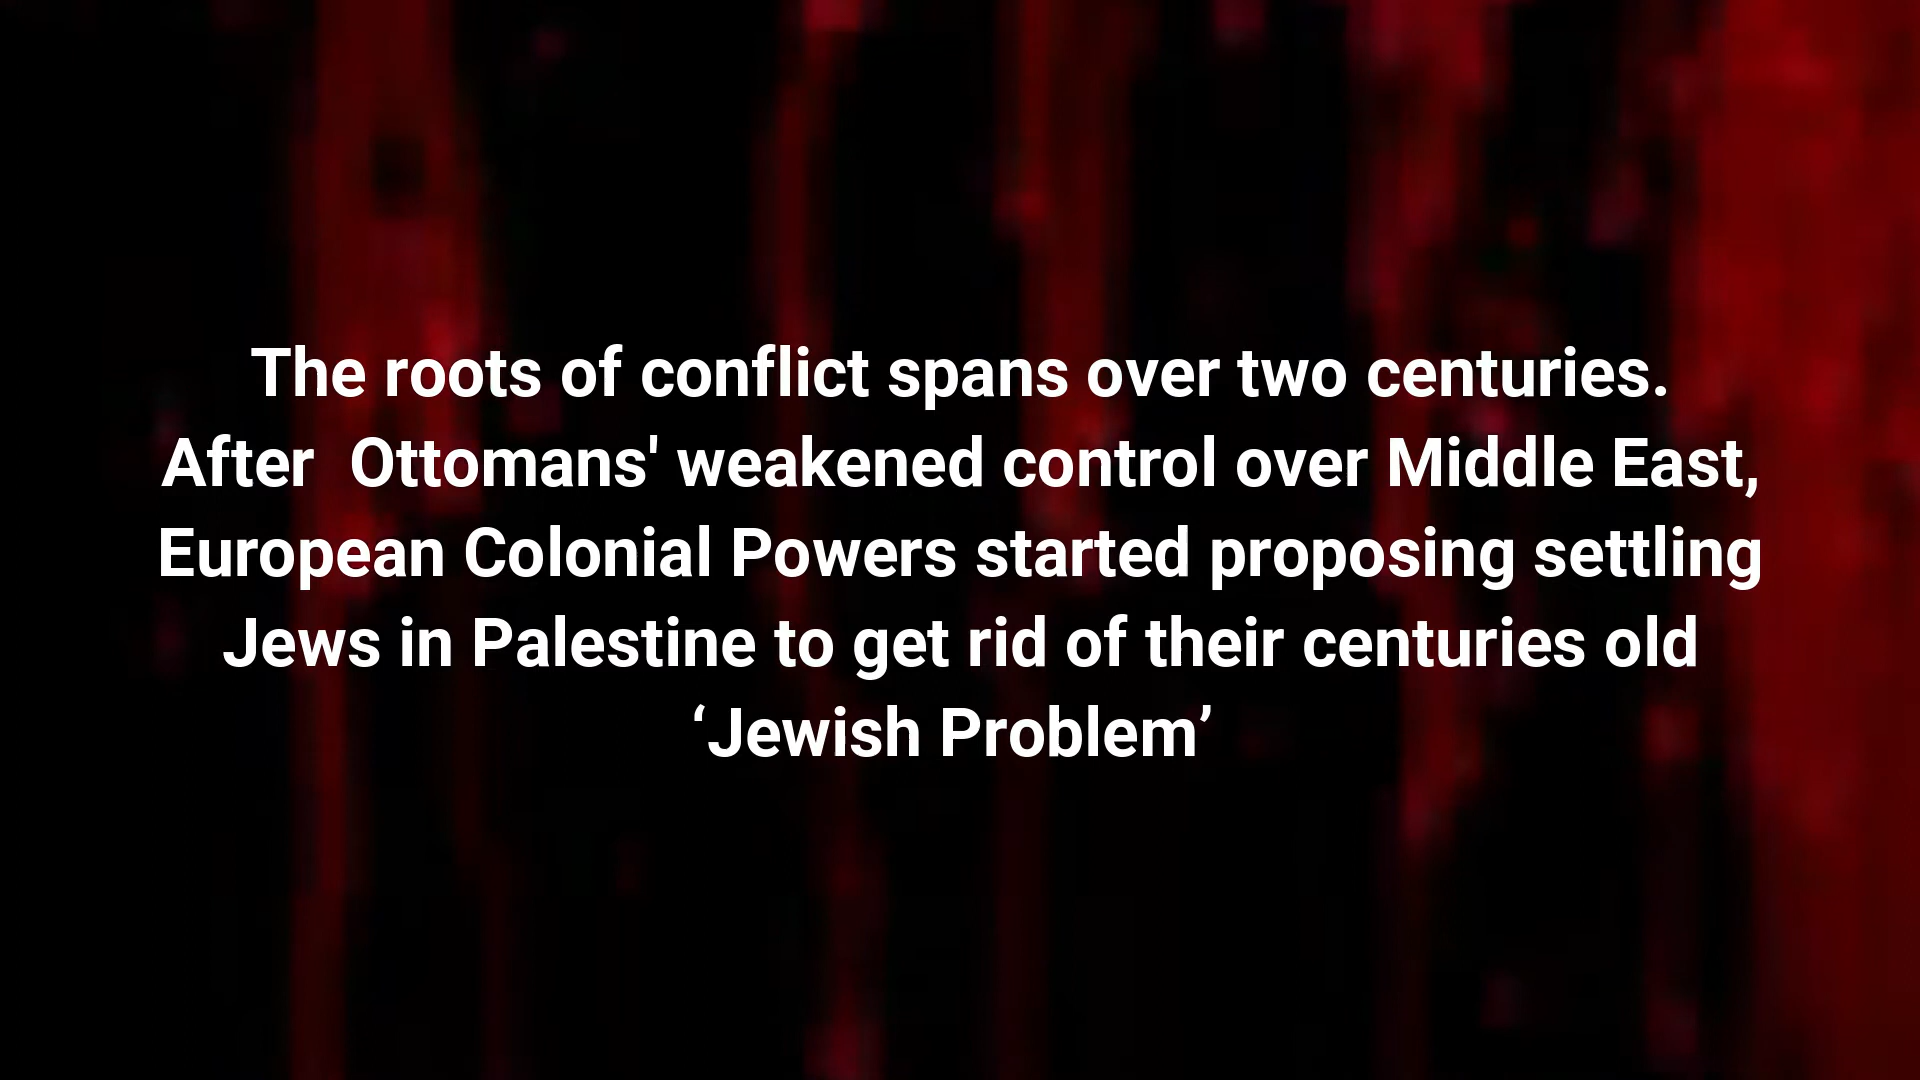 The roots of conflict spans over two centuries.
After  Ottomans' weakened control over Middle East,
European Colonial Powers started proposing settling
Jews in Palestine to get rid of their centuries old
‘Jewish Problem’